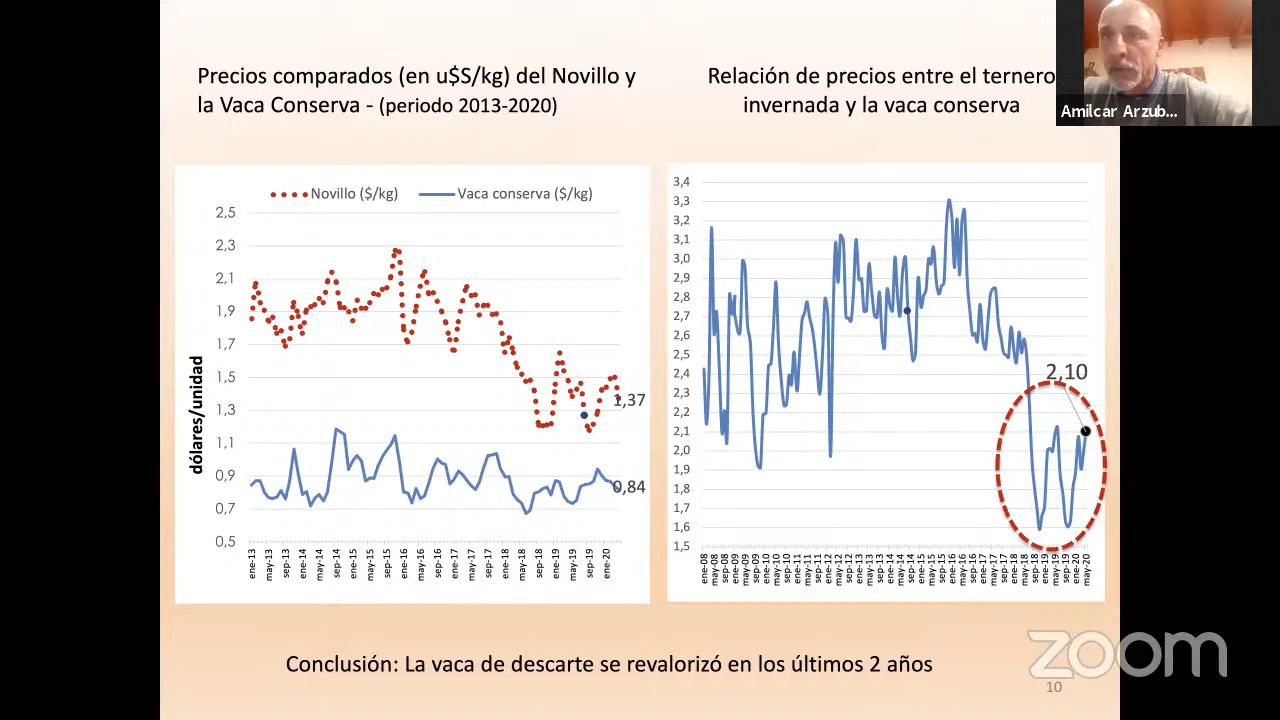 Precios comparados (en u$S/kg) del Novillo y
la Vaca Conserva - (periodo 2013-2020)
Relación de precios entre el ternero
invernada y la vaca conserva
Amilcar Arzub...
Novillo ($/kg)
Vaca conserva ($/kg)
dólares/unidad
2,5
2,3
2,1
1,9
1,7
1,5
1,3
1,1
0,9
0,7
0,5
1,37
0,84
ene-13
may-13
sep-13
ene-14
may-14
sep-14
ene-15
may-15
sep-15
ene-16
may-16
sep-16
ene-17
may-17
sep-17
ene-18
may-18
sep-18
ene-19
may-19
sep-19
ene-20
3,4
3,3
3,2
3,1
3,0
2,9
2,8
2,7
2,6
2,5
2,4
2,3
2,2
2,1
2,0
1,9
1,8
1,7
1,6
1,5
2,10
ene-08
may-08
sep-08
ene-09
may-09
sep-09
ene-10
may-10
sep-10
ene-11
may-11
sep-11
ene-12
may-12
sep-12
ene-13
may-13
sep-13
ene-14
may-14
sep-14
ene-15
may-15
sep-15
ene-16
may-16
sep-16
ene-17
may-17
sep-17
ene-18
may-18
sep-18
ene-19
may-19
sep-19
ene-20
may-20
Conclusión: La vaca de descarte se revalorizó en los últimos 2 años
zoom
10